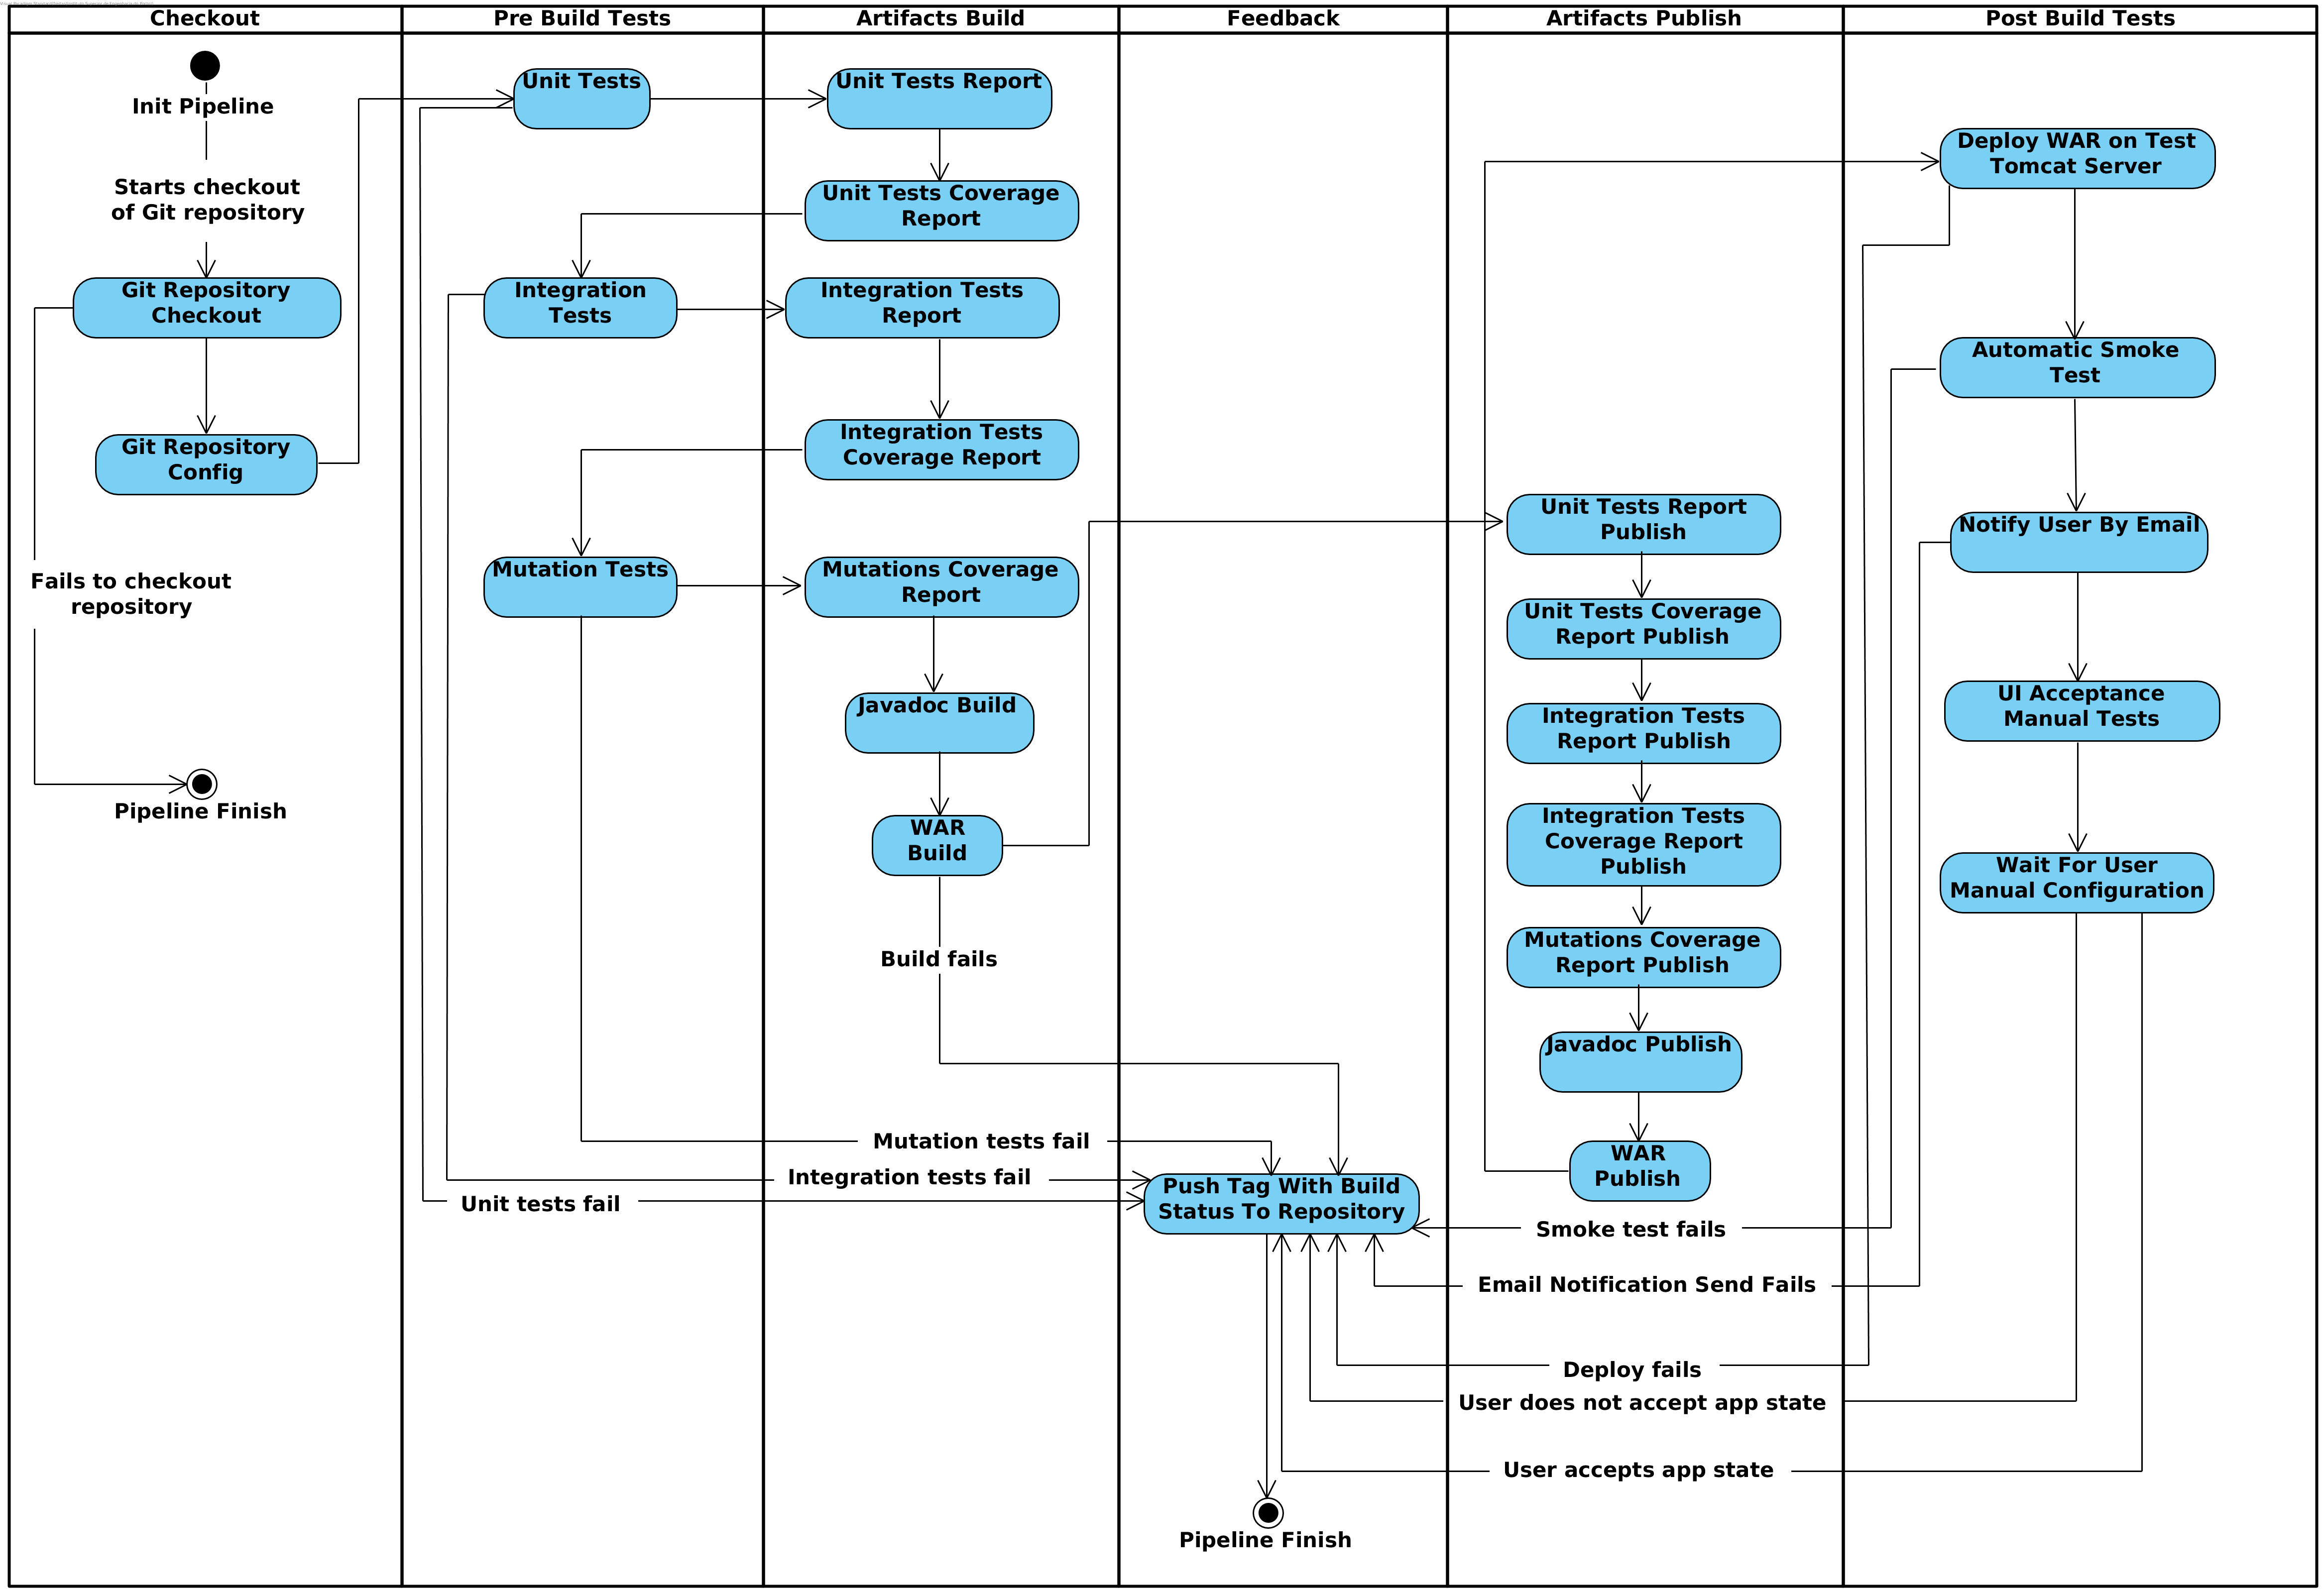 Checkout
Pre Build Tests
Artifacts Build
Feedback
Artifacts Publish
Post Build Tests
Init Pipeline
Starts checkout
of Git repository
Git Repository
Checkout
Git Repository
Config
Fails to checkout
repository
Pipeline Finish
Unit Tests
Integration
Tests
Mutation Tests
Unit Tests Report
Unit Tests Coverage
Report
Integration Tests
Report
Integration Tests
Coverage Report
Mutations Coverage
Report
Javadoc Build
WAR
Build
Build fails
Mutation tests fail
Integration tests fail
Unit tests fail
Push Tag With Build
Status To Repository
Pipeline Finish
Unit Tests Report
Publish
Unit Tests Coverage
Report Publish
Integration Tests
Report Publish
Integration Tests
Coverage Report
Publish
Mutations Coverage
Report Publish
Javadoc Publish
WAR
Publish
Smoke test fails
Email Notification Send Fails
Deploy fails
User does not accept app state
User accepts app state
Deploy WAR on Test
Tomcat Server
Automatic Smoke
Test
Notify User By Email
UI Acceptance
Manual Tests
Wait For User
Manual Configuration